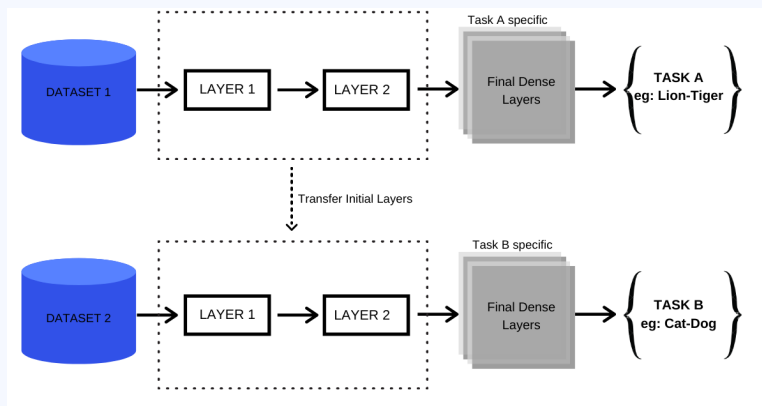 Task A specific
DATASET 1
LAYER 1
LAYER 2
Final Dense
Layers
TASK A
eg: Lion-Tiger
Transfer Initial Layers
Task B specific
DATASET 2
LAYER 1
LAYER 2
Final Dense
Layers
TASK B
eg: Cat-Dog